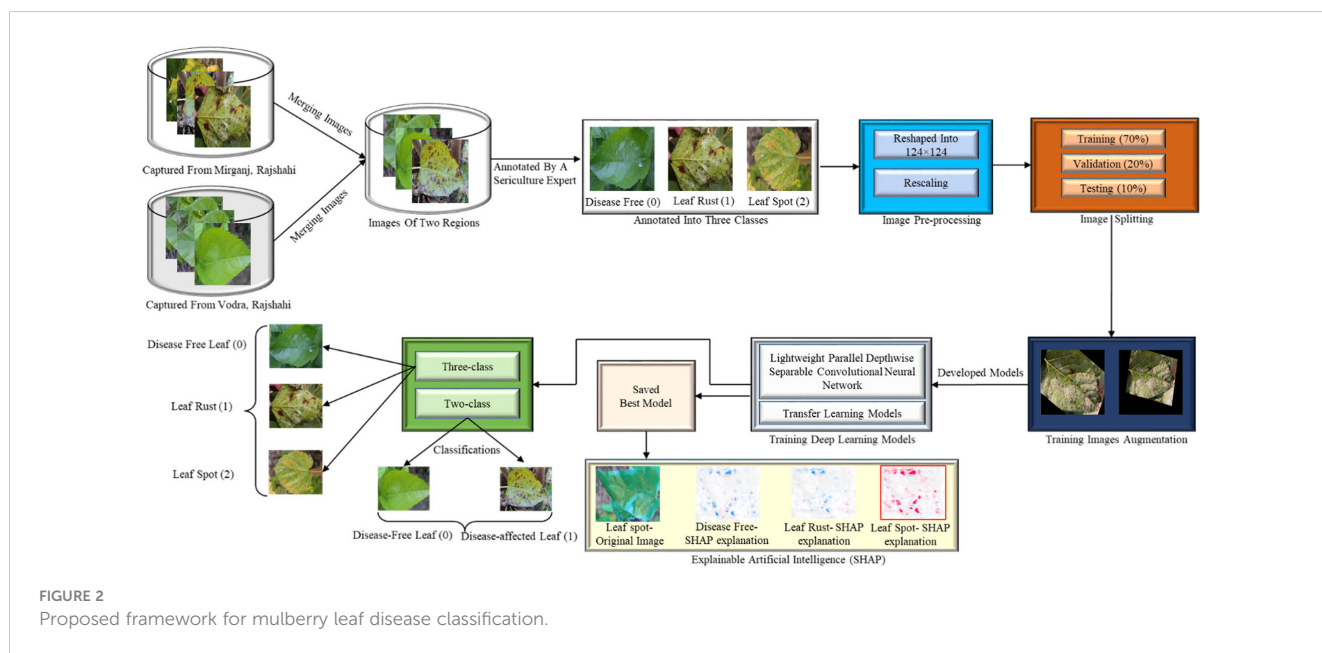 Captured From Mirganj, Rajshahi
Merging Images
Merging Images
Captured From Vodra, Rajshahi
Images Of Two Regions
Annotated By A
Sericulture Expert
Disease Free (0)
Leaf Rust (1)
Leaf Spot (2)
Annotated Into Three Classes
Reshaped Into
124×124
Rescaling
Image Pre-processing
Training (70%)
Validation (20%)
Testing (10%)
Image Splitting
Training Images Augmentation
Developed Models
Lightweight Parallel Depthwise
Separable Convolutional Neural
Network
Transfer Learning Models
Training Deep Learning Models
Saved
Best Model
Three-class
Two-class
Classifications
Disease Free Leaf (0)
Leaf Rust (1)
Leaf Spot (2)
Disease-Free Leaf (0)
Disease-affected Leaf (1)
Leaf spot-
Original Image
Disease Free-
SHAP explanation
Leaf Rust- SHAP
explanation
Leaf Spot- SHAP
explanation
Explainable Artificial Intelligence (SHAP)
FIGURE 2
Proposed framework for mulberry leaf disease classification.